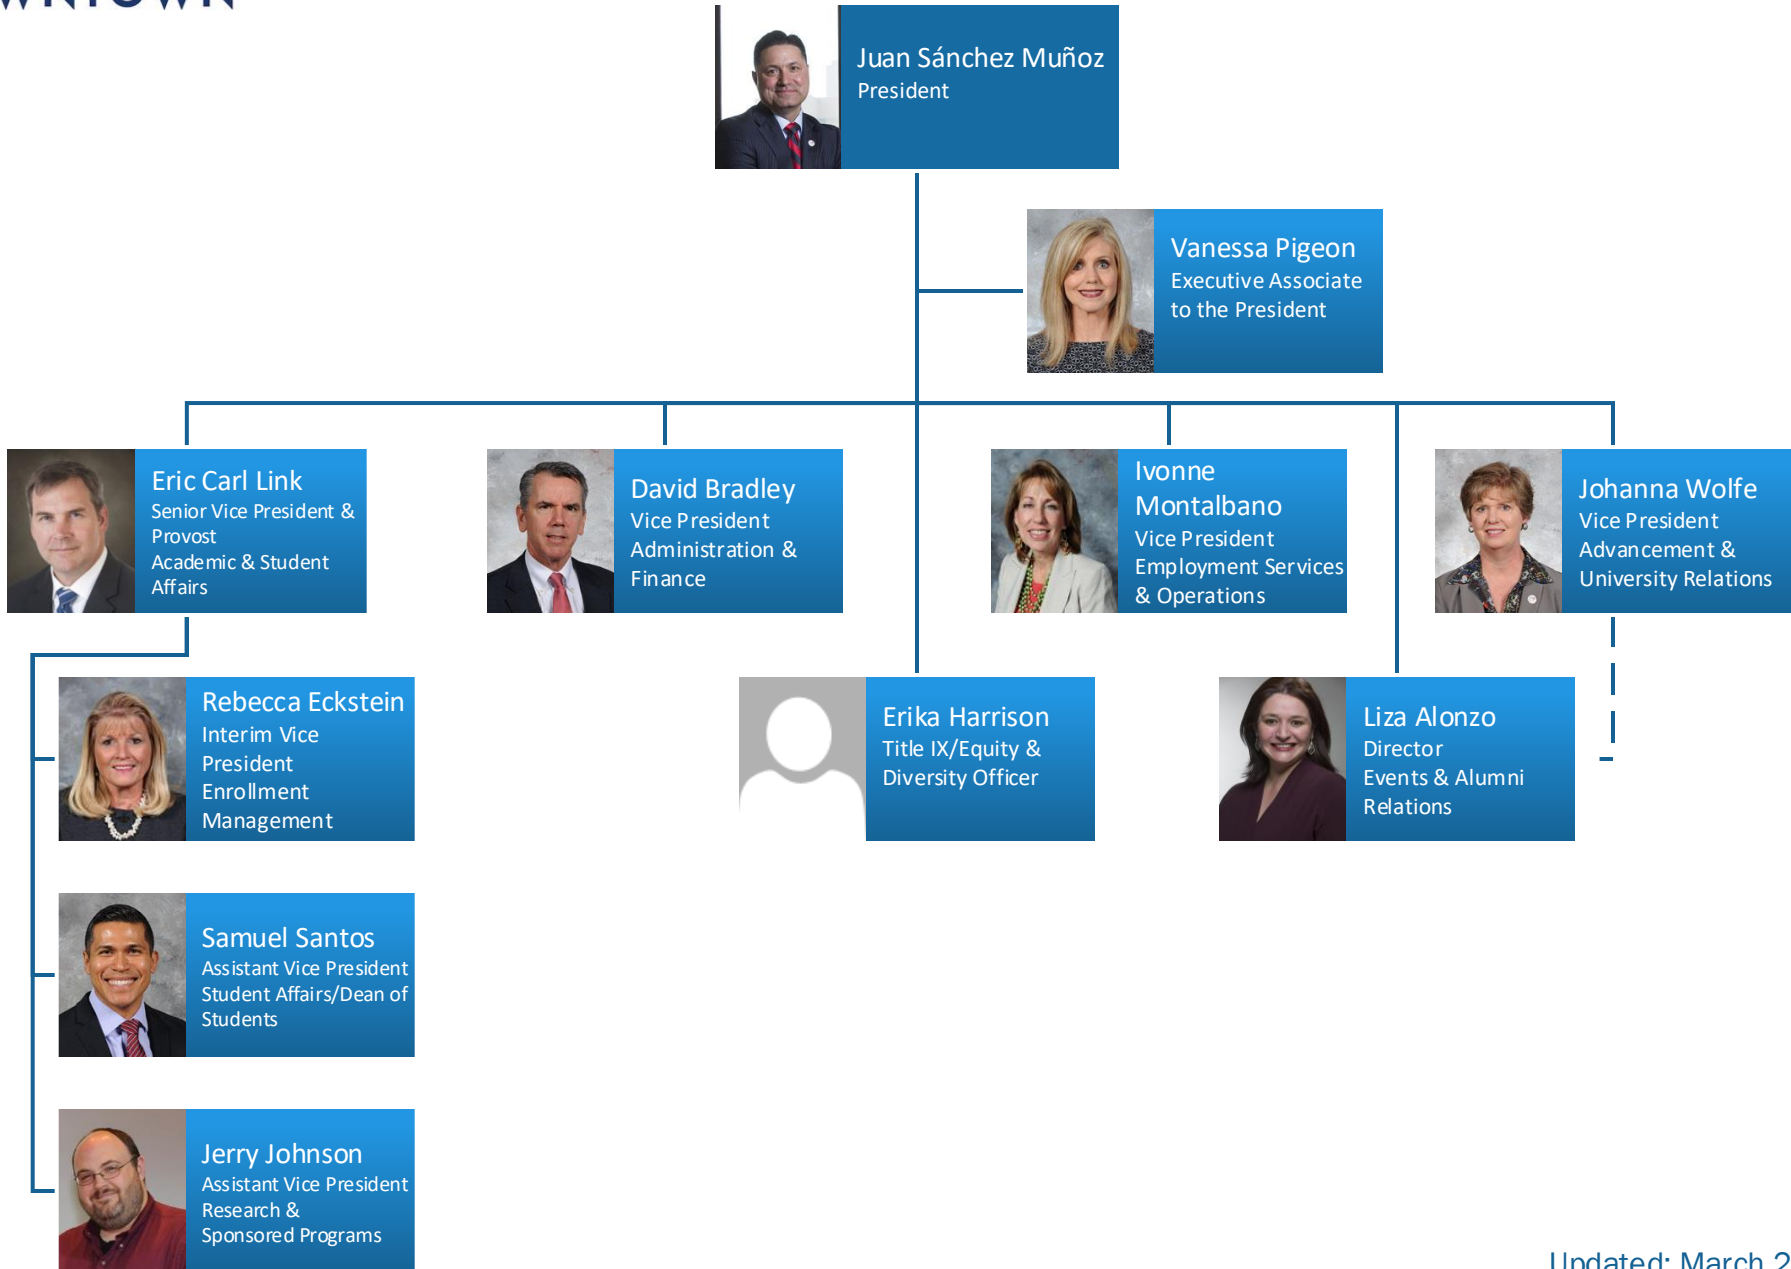 Juan Sánchez Muñoz
President
Vanessa Pigeon
Executive Associate
to the President
Eric Carl Link
Senior Vice President &
Provost
Academic & Student
Affairs
David Bradley
Vice President
Administration &
Finance
Ivonne
Montalbano
Vice President
Employment Services
& Operations
Johanna Wolfe
Vice President
Advancement &
University Relations
Rebecca Eckstein
Interim Vice
President
Enrollment
Management
Erika Harrison
Title IX/Equity &
Diversity Officer
Liza Alonzo
Director
Events & Alumni
Relations
Samuel Santos
Assistant Vice President
Student Affairs/Dean of
Students
Jerry Johnson
Assistant Vice President
Research &
Sponsored Programs
Updated: March 2